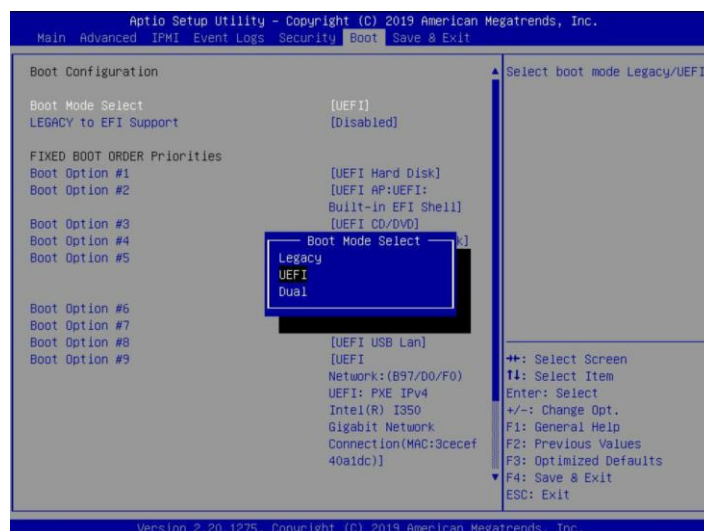 Aptio Setup Utility – Copyright (C) 2019 American Megatrends, Inc.
Main Advanced IPMI Event Logs Security Boot Save & Exit
Boot Configuration
Boot Mode Select [UEFI]
LEGACY to EFI Support [Disabled]
FIXED BOOT ORDER Priorities
Boot Option #1 [UEFI Hard Disk]
Boot Option #2 [UEFI AP:UEFI:
Built-in EFI Shell]
Boot Option #3 [UEFI CD/DVD]
Boot Option #4 k]
Boot Option #5
Boot Option #6
Boot Option #7
Boot Option #8 [UEFI USB Lan]
Boot Option #9 [UEFI
Network:(B97/D0/F0)
UEFI: PXE IPv4
Intel(R) I350
Gigabit Network
Connection(MAC:3cecef
40a1dc)]
Boot Mode Select
Legacy
UEFI
Dual
Select boot mode Legacy/UEFI
→←: Select Screen
↑↓: Select Item
Enter: Select
+/-: Change Opt.
F1: General Help
F2: Previous Values
F3: Optimized Defaults
F4: Save & Exit
ESC: Exit
Version 2.20.1275. Copyright (C) 2019 American Megatrends, Inc.